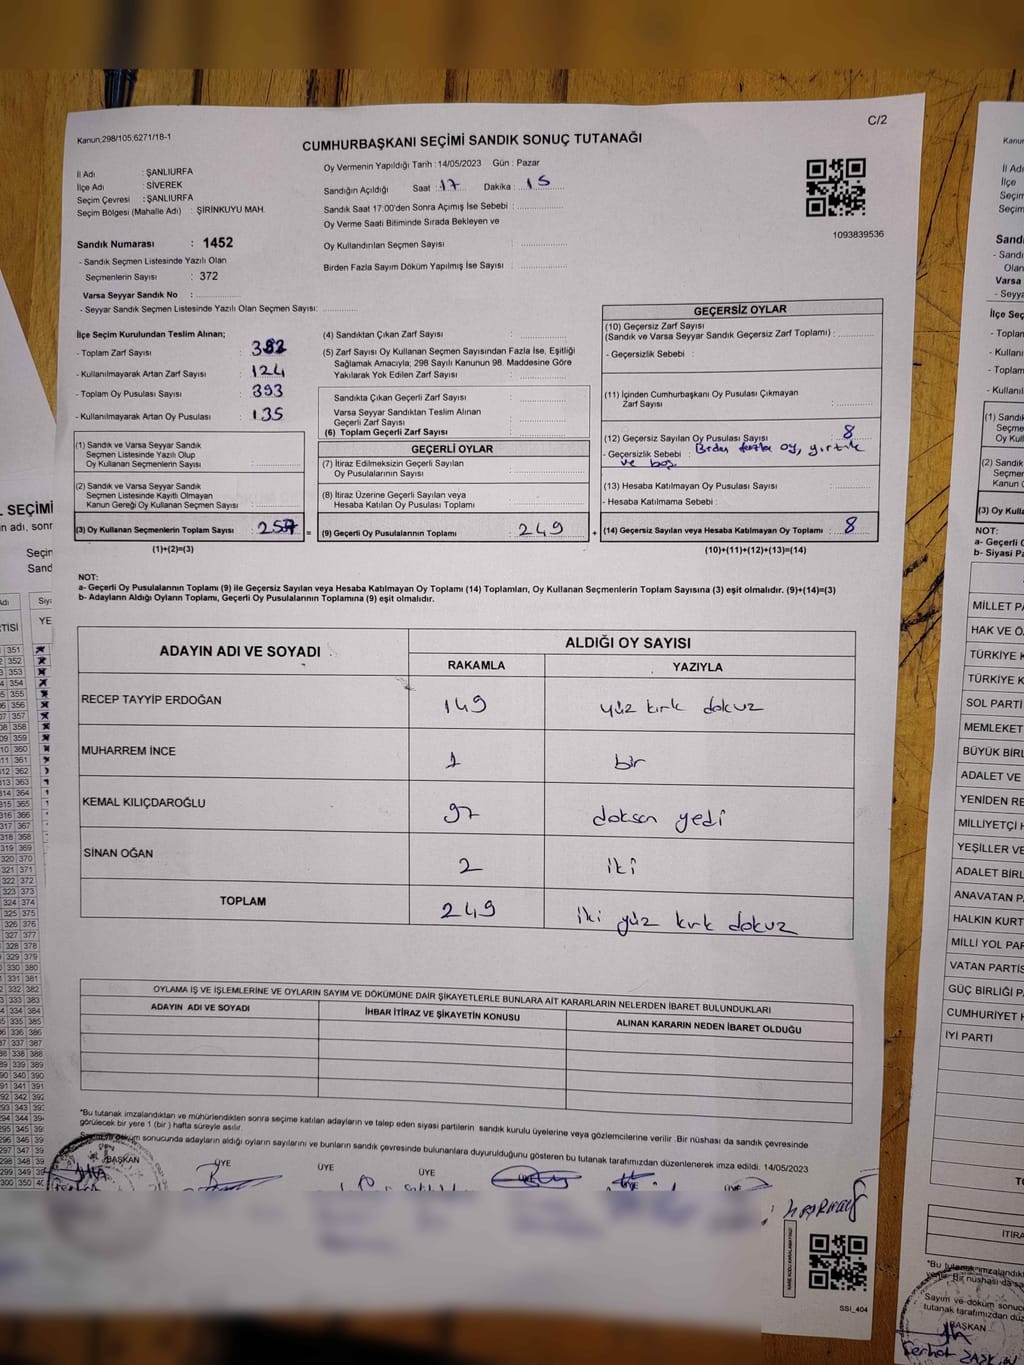 C/2
Kanun:298/105;6271/18-1
CUMHURBAŞKANI SEÇİMİ SANDIK SONUÇ TUTANAĞI
İl Adı : ŞANLIURFA
İlçe Adı : SİVEREK
Seçim Çevresi : ŞANLIURFA
Seçim Bölgesi (Mahalle Adı) : ŞİRİNKUYU MAH.
Oy Vermenin Yapıldığı Tarih : 14/05/2023 Gün : Pazar
Sandığın Açıldığı Saat : 17 Dakika : 15
Sandık Saat 17:00'den Sonra Açımış İse Sebebi :
Oy Verme Saati Bitiminde Sırada Bekleyen ve
Oy Kullandırılan Seçmen Sayısı :
Birden Fazla Sayım Döküm Yapılmış İse Sayısı :
1093839536
Sandık Numarası : 1452
- Sandık Seçmen Listesinde Yazılı Olan
Seçmenlerin Sayısı : 372
Varsa Seyyar Sandık No :
- Seyyar Sandık Seçmen Listesinde Yazılı Olan Seçmen Sayısı:
İlçe Seçim Kurulundan Teslim Alınan;
- Toplam Zarf Sayısı :
- Kullanılmayarak Artan Zarf Sayısı : 124
- Toplam Oy Pusulası Sayısı : 393
- Kullanılmayarak Artan Oy Pusulası : 135
(1) Sandık ve Varsa Seyyar Sandık
Seçmen Listesinde Yazılı Olup
Oy Kullanan Seçmenlerin Sayısı :
(2) Sandık ve Varsa Seyyar Sandık
Seçmen Listesinde Kayıtlı Olmayan
Kanun Gereği Oy Kullanan Seçmen Sayısı :
(3) Oy Kullanan Seçmenlerin Toplam Sayısı : 257 =
(1)+(2)=(3)
(4) Sandıktan Çıkan Zarf Sayısı :
(5) Zarf Sayısı Oy Kullanan Seçmen Sayısından Fazla İse, Eşitliği
Sağlamak Amacıyla; 298 Sayılı Kanunun 98. Maddesine Göre
Yakılarak Yok Edilen Zarf Sayısı :
Sandıkta Çıkan Geçerli Zarf Sayısı :
Varsa Seyyar Sandıktan Teslim Alınan
Geçerli Zarf Sayısı :
(6) Toplam Geçerli Zarf Sayısı :
GEÇERLİ OYLAR
(7) İtiraz Edilmeksizin Geçerli Sayılan
Oy Pusulalarının Sayısı :
(8) İtiraz Üzerine Geçerli Sayılan veya
Hesaba Katılan Oy Pusulası Toplamı :
(9) Geçerli Oy Pusulalarının Toplamı : 249 +
GEÇERSİZ OYLAR
(10) Geçersiz Zarf Sayısı
(Sandık ve Varsa Seyyar Sandık Geçersiz Zarf Toplamı) :
- Geçersizlik Sebebi :
(11) İçinden Cumhurbaşkanı Oy Pusulası Çıkmayan
Zarf Sayısı :
(12) Geçersiz Sayılan Oy Pusulası Sayısı : 8
- Geçersizlik Sebebi : Birden fazla oy, yırtık
ve boş
(13) Hesaba Katılmayan Oy Pusulası Sayısı :
- Hesaba Katılmama Sebebi :
(14) Geçersiz Sayılan veya Hesaba Katılmayan Oy Toplamı : 8
(10)+(11)+(12)+(13)=(14)
NOT:
a- Geçerli Oy Pusulalarının Toplamı (9) ile Geçersiz Sayılan veya Hesaba Katılmayan Oy Toplamı (14) Toplamları, Oy Kullanan Seçmenlerin Toplam Sayısına (3) eşit olmalıdır. (9)+(14)=(3)
b- Adayların Aldığı Oyların Toplamı, Geçerli Oy Pusulalarının Toplamına (9) eşit olmalıdır.
ADAYIN ADI VE SOYADI
ALDIĞI OY SAYISI
RAKAMLA YAZIYLA
RECEP TAYYİP ERDOĞAN 149 yüz kırk dokuz
MUHARREM İNCE 1 bir
KEMAL KILIÇDAROĞLU 97 doksan yedi
SİNAN OĞAN 2 iki
TOPLAM 249 iki yüz kırk dokuz
OYLAMA İŞ VE İŞLEMLERİNE VE OYLARIN SAYIM VE DÖKÜMÜNE DAİR ŞİKAYETLERLE BUNLARA AİT KARARLARIN NELERDEN İBARET BULUNDUKLARI
ADAYIN ADI VE SOYADI
İHBAR İTİRAZ VE ŞİKAYETİN KONUSU
ALINAN KARARIN NEDEN İBARET OLDUĞU
*Bu tutanak imzalandıktan ve mühürlendikten sonra seçime katılan adayların ve talep eden siyasi partilerin sandık kurulu üyelerine veya gözlemcilerine verilir. Bir nüshası da sandık çevresinde
görülecek bir yere 1 (bir) hafta süreyle asılır.
Sayım ve döküm sonucunda adayların aldığı oyların sayılarını ve bunların sandık çevresinde bulunanlara duyurulduğunu gösteren bu tutanak tarafımızdan düzenlenerek imza edildi. 14/05/2023
BAŞKAN ÜYE ÜYE ÜYE ÜYE ÜYE ÜYE
SSI_404
L SEÇİMİ
MİLLET PA
HAK VE Ö
TÜRKİYE K
TÜRKİYE K
SOL PARTİ
MEMLEKET
BÜYÜK BİRL
ADALET VE
YENİDEN RE
MİLLİYETÇİ H
YEŞİLLER VE
ADALET BİRL
ANAVATAN PA
HALKIN KURT
MİLLİ YOL PAR
VATAN PARTİS
GÜÇ BİRLİĞİ PA
CUMHURİYET H
İYİ PARTİ
BAŞKAN